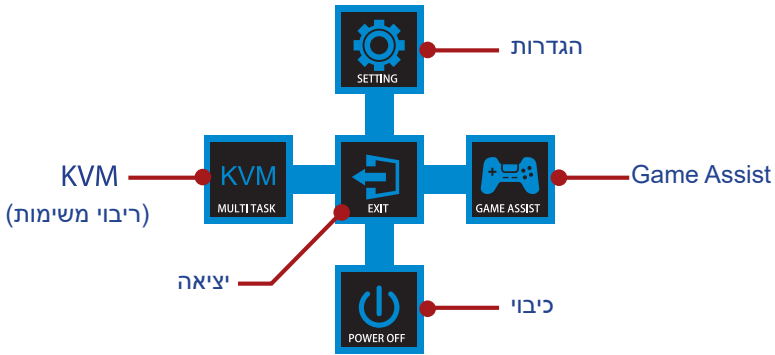 הגדרות
SETTING
KVM
(ריבוי משימות)
KVM
MULTI TASK
EXIT
GAME ASSIST
Game Assist
יציאה
כיבוי
POWER OFF